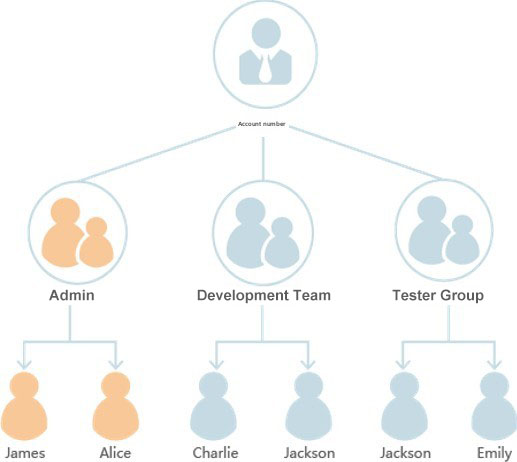 Account number
Admin
Development Team
Tester Group
James
Alice
Charlie
Jackson
Jackson
Emily